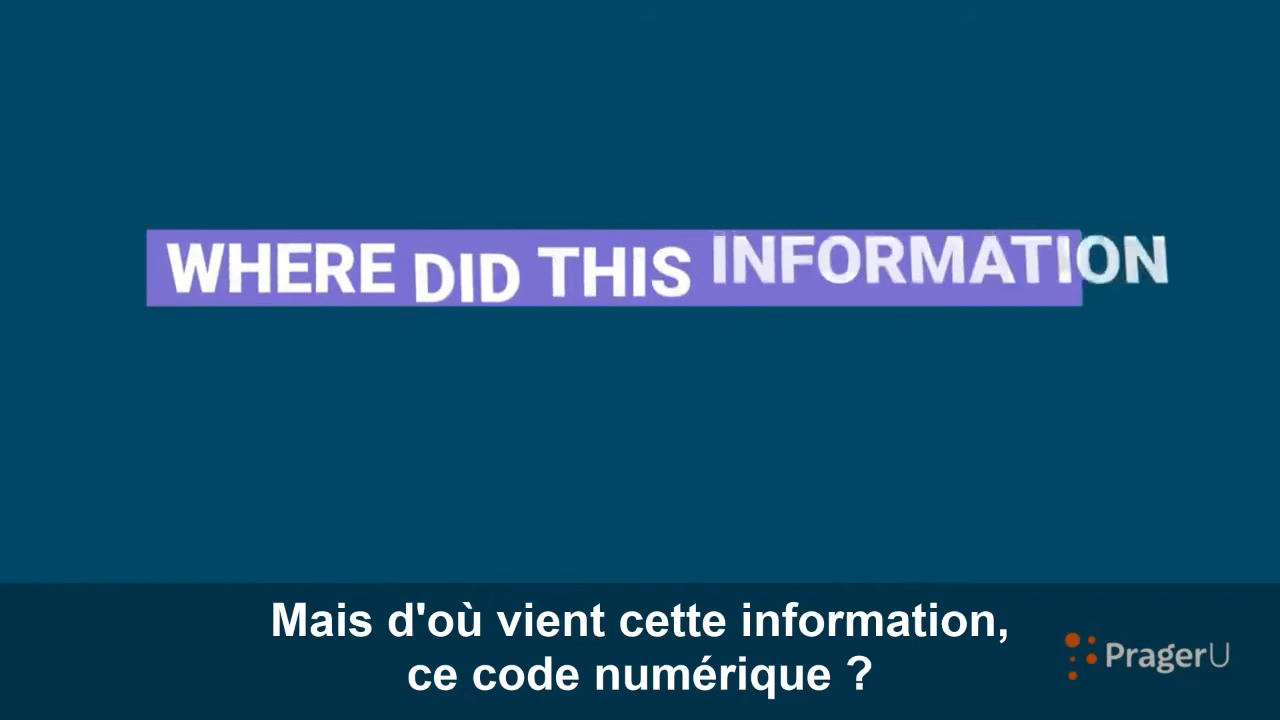 WHERE DID THIS INFORMATION
Mais d'où vient cette information,
ce code numérique ?
PragerU